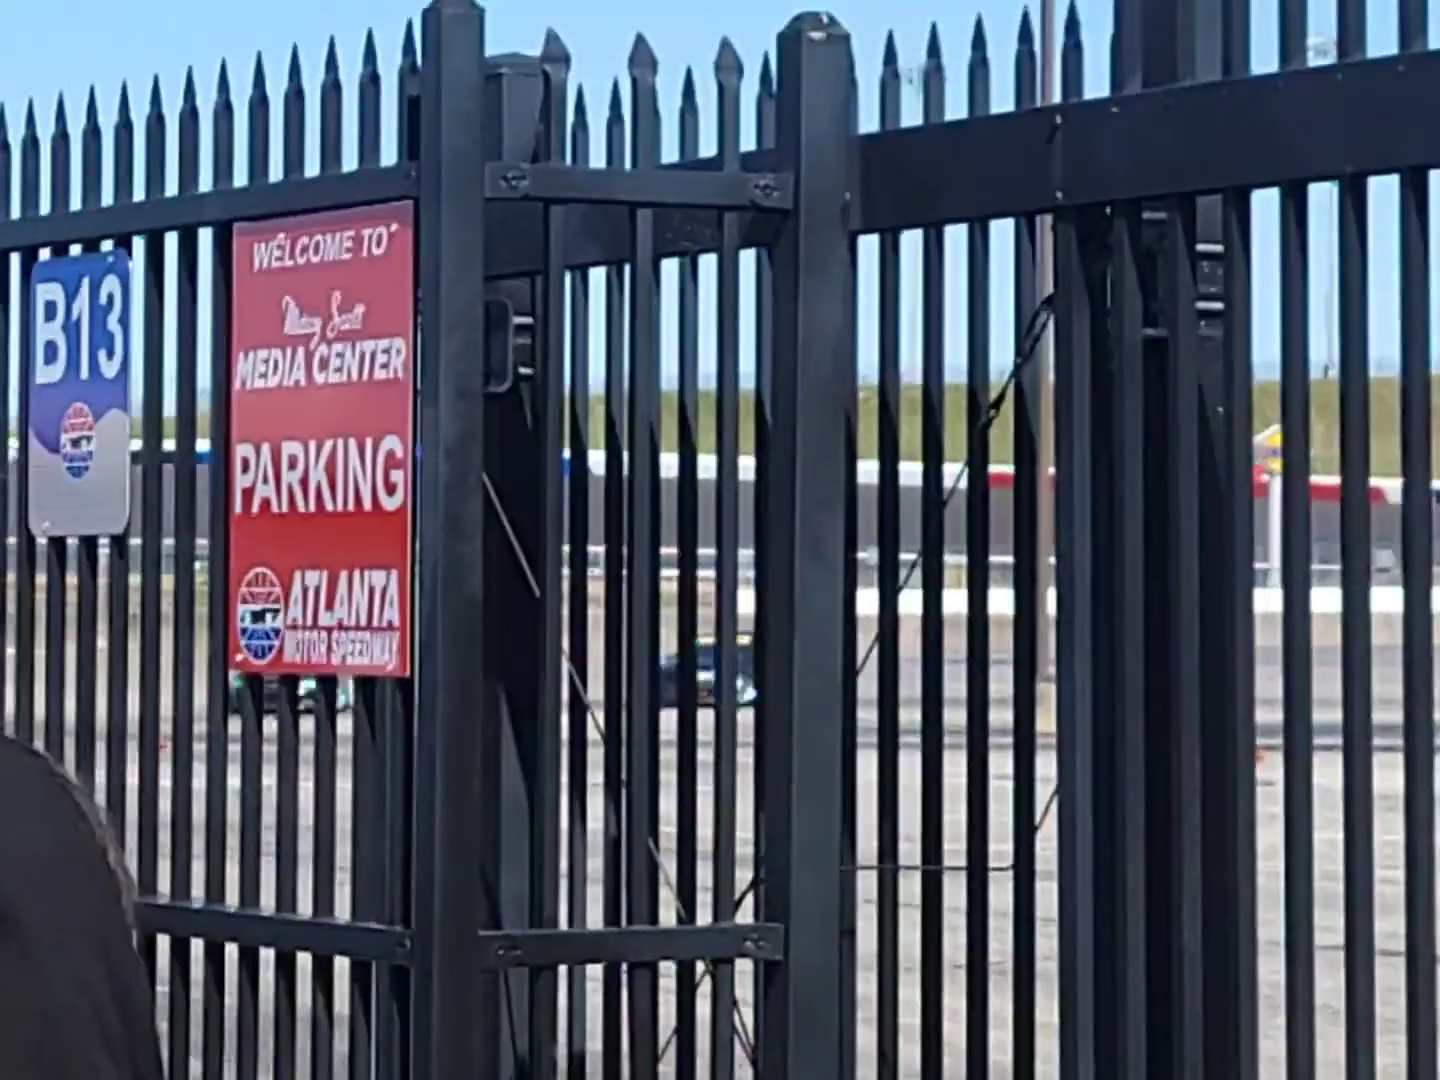 B13
WELCOME TO
Marcy Scott
MEDIA CENTER
PARKING
ATLANTA
MOTOR SPEEDWAY